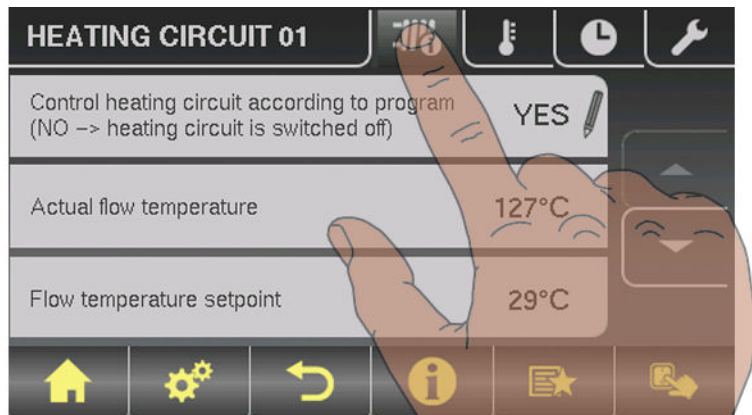 HEATING CIRCUIT 01
Control heating circuit according to program
(NO –> heating circuit is switched off)
YES
Actual flow temperature
127°C
Flow temperature setpoint
29°C